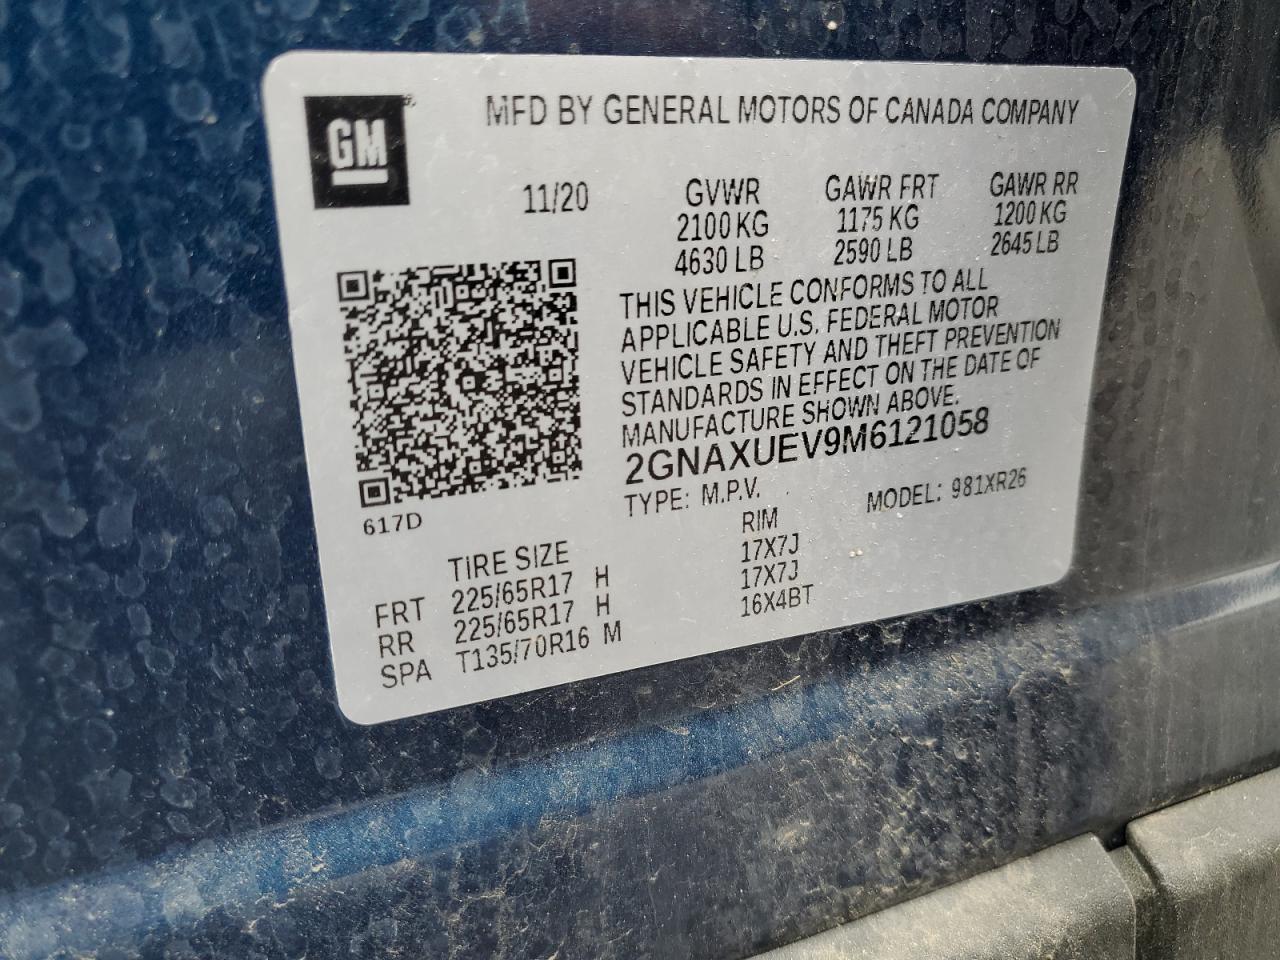 GM
MFD BY GENERAL MOTORS OF CANADA COMPANY
11/20
GVWR GAWR FRT GAWR RR
2100 KG 1175 KG 1200 KG
4630 LB 2590 LB 2645 LB
THIS VEHICLE CONFORMS TO ALL
APPLICABLE U.S. FEDERAL MOTOR
VEHICLE SAFETY AND THEFT PREVENTION
STANDARDS IN EFFECT ON THE DATE OF
MANUFACTURE SHOWN ABOVE.
2GNAXUEV9M6121058
TYPE: M.P.V. MODEL: 981XR26
617D
TIRE SIZE RIM
FRT 225/65R17 H 17X7J
RR 225/65R17 H 17X7J
SPA T135/70R16 M 16X4BT